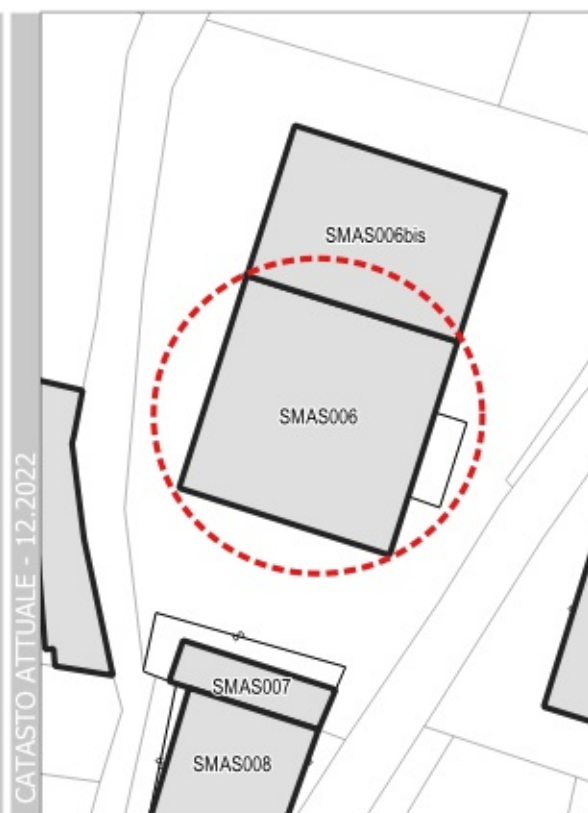 CATASTO ATTUALE - 12.2022
SMAS006bis
SMAS006
SMAS007
SMAS008